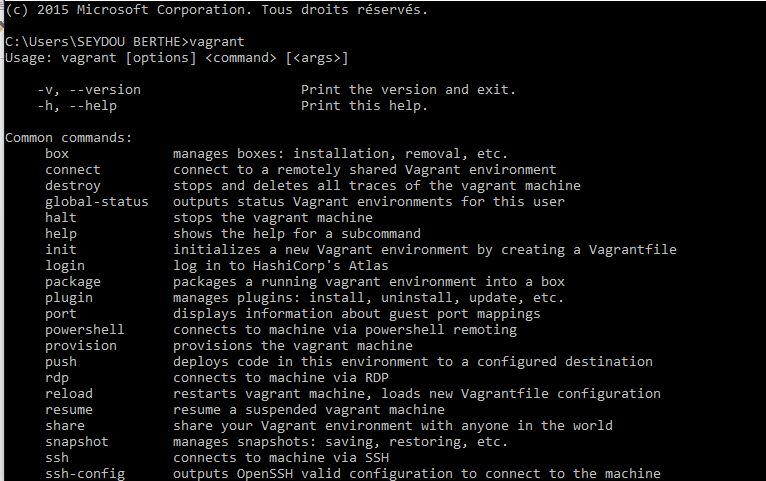 (c) 2015 Microsoft Corporation. Tous droits réservés.
C:\Users\SEYDOU BERTHE>vagrant
Usage: vagrant [options] <command> [<args>]
-v, --version Print the version and exit.
-h, --help Print this help.
Common commands:
box manages boxes: installation, removal, etc.
connect connect to a remotely shared Vagrant environment
destroy stops and deletes all traces of the vagrant machine
global-status outputs status Vagrant environments for this user
halt stops the vagrant machine
help shows the help for a subcommand
init initializes a new Vagrant environment by creating a Vagrantfile
login log in to HashiCorp's Atlas
package packages a running vagrant environment into a box
plugin manages plugins: install, uninstall, update, etc.
port displays information about guest port mappings
powershell connects to machine via powershell remoting
provision provisions the vagrant machine
push deploys code in this environment to a configured destination
rdp connects to machine via RDP
reload restarts vagrant machine, loads new Vagrantfile configuration
resume resume a suspended vagrant machine
share share your Vagrant environment with anyone in the world
snapshot manages snapshots: saving, restoring, etc.
ssh connects to machine via SSH
ssh-config outputs OpenSSH valid configuration to connect to the machine